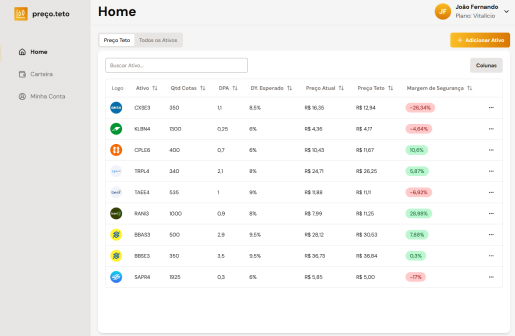 preço.teto
Home
João Fernando
Plano: Vitalício
JF
Home
Carteira
Minha Conta
Preço Teto Todos os Ativos
+ Adicionar Ativo
Buscar Ativo...
Colunas
Logo Ativo Qtd Cotas DPA DY. Esperado Preço Atual Preço Teto Margem de Segurança
CXSE3 350 1,1 8,5% R$ 16,35 R$ 12,94 -26,34% ...
KLBN4 1300 0,25 6% R$ 4,36 R$ 4,17 -4,64% ...
CPLE6 400 0,7 6% R$ 10,43 R$ 11,67 10,6% ...
TRPL4 340 2,1 8% R$ 24,71 R$ 26,25 5,87% ...
TAEE4 535 1 9% R$ 11,88 R$ 11,11 -6,92% ...
RANI3 1000 0,9 8% R$ 7,99 R$ 11,25 28,98% ...
BBAS3 500 2,9 9,5% R$ 28,12 R$ 30,53 7,88% ...
BBSE3 350 3,5 9,5% R$ 36,73 R$ 36,84 0,3% ...
SAPR4 1925 0,3 6% R$ 5,85 R$ 5,00 -17% ...